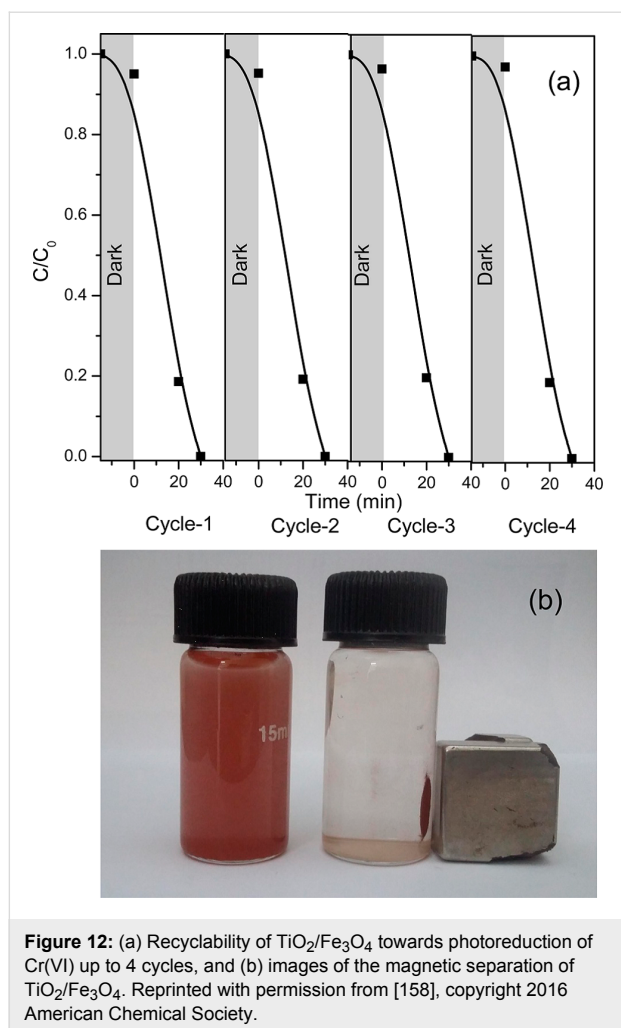 (a)
1.0
0.8
0.6
0.4
0.2
0.0
C/C₀
Dark Dark Dark Dark
0 20 40 0 20 40 0 20 40 0 20 40
Time (min)
Cycle-1 Cycle-2 Cycle-3 Cycle-4
(b)
15m
Figure 12: (a) Recyclability of TiO₂/Fe₃O₄ towards photoreduction of
Cr(VI) up to 4 cycles, and (b) images of the magnetic separation of
TiO₂/Fe₃O₄. Reprinted with permission from [158], copyright 2016
American Chemical Society.